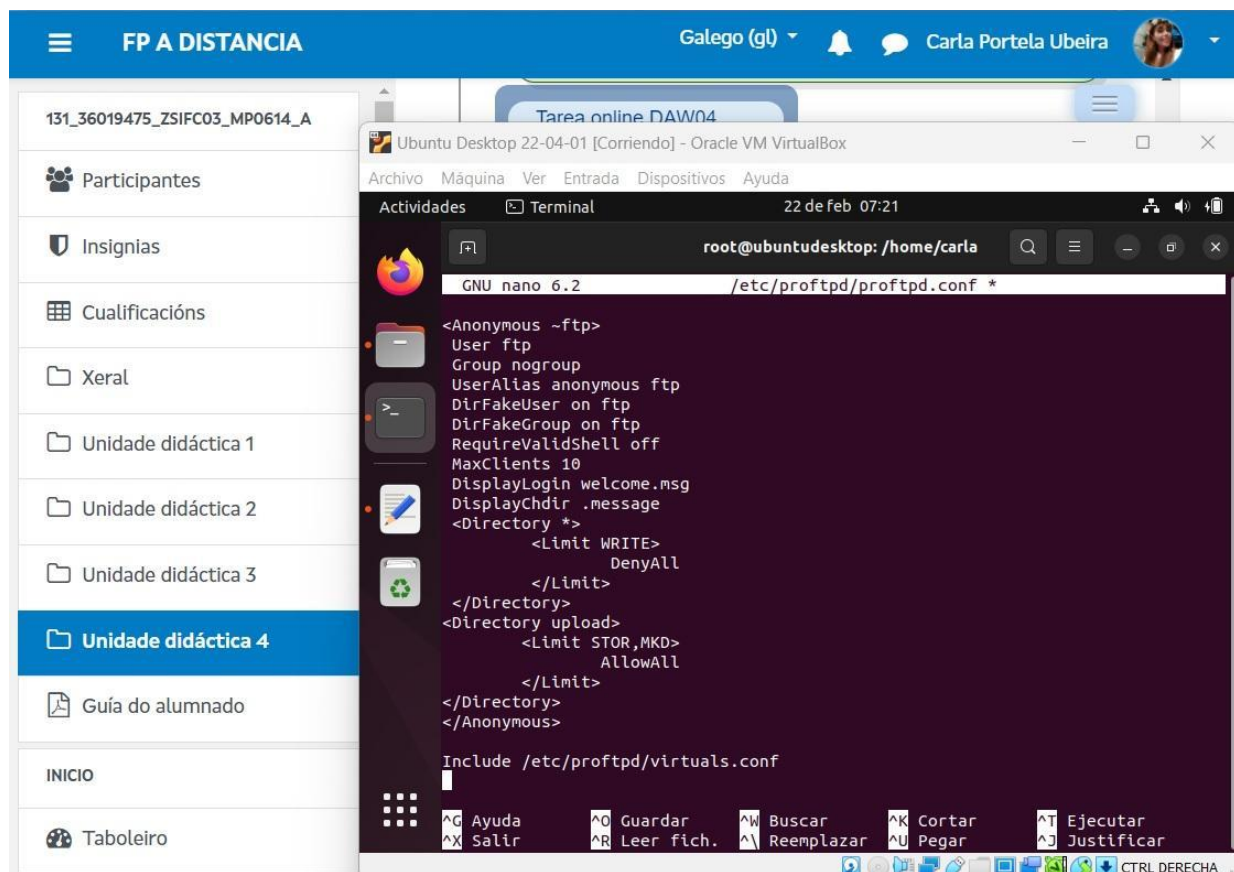 FP A DISTANCIA
Galego (gl)
Carla Portela Ubeira
131_36019475_ZSIFC03_MP0614_A
Participantes
Insignias
Cualificacións
Xeral
Unidade didáctica 1
Unidade didáctica 2
Unidade didáctica 3
Unidade didáctica 4
Guía do alumnado
INICIO
Taboleiro
Tarea online DAW04
Ubuntu Desktop 22-04-01 [Corriendo] - Oracle VM VirtualBox
Archivo Máquina Ver Entrada Dispositivos Ayuda
Actividades Terminal 22 de feb 07:21
root@ubuntudesktop: /home/carla
GNU nano 6.2 /etc/proftpd/proftpd.conf *
<Anonymous ~ftp>
User ftp
Group nogroup
UserAlias anonymous ftp
DirFakeUser on ftp
DirFakeGroup on ftp
RequireValidShell off
MaxClients 10
DisplayLogin welcome.msg
DisplayChdir .message
<Directory *>
<Limit WRITE>
DenyAll
</Limit>
</Directory>
<Directory upload>
<Limit STOR,MKD>
AllowAll
</Limit>
</Directory>
</Anonymous>
Include /etc/proftpd/virtuals.conf
^G Ayuda ^O Guardar ^W Buscar ^K Cortar ^T Ejecutar
^X Salir ^R Leer fich. ^\ Reemplazar ^U Pegar ^J Justificar
CTRL DERECHA